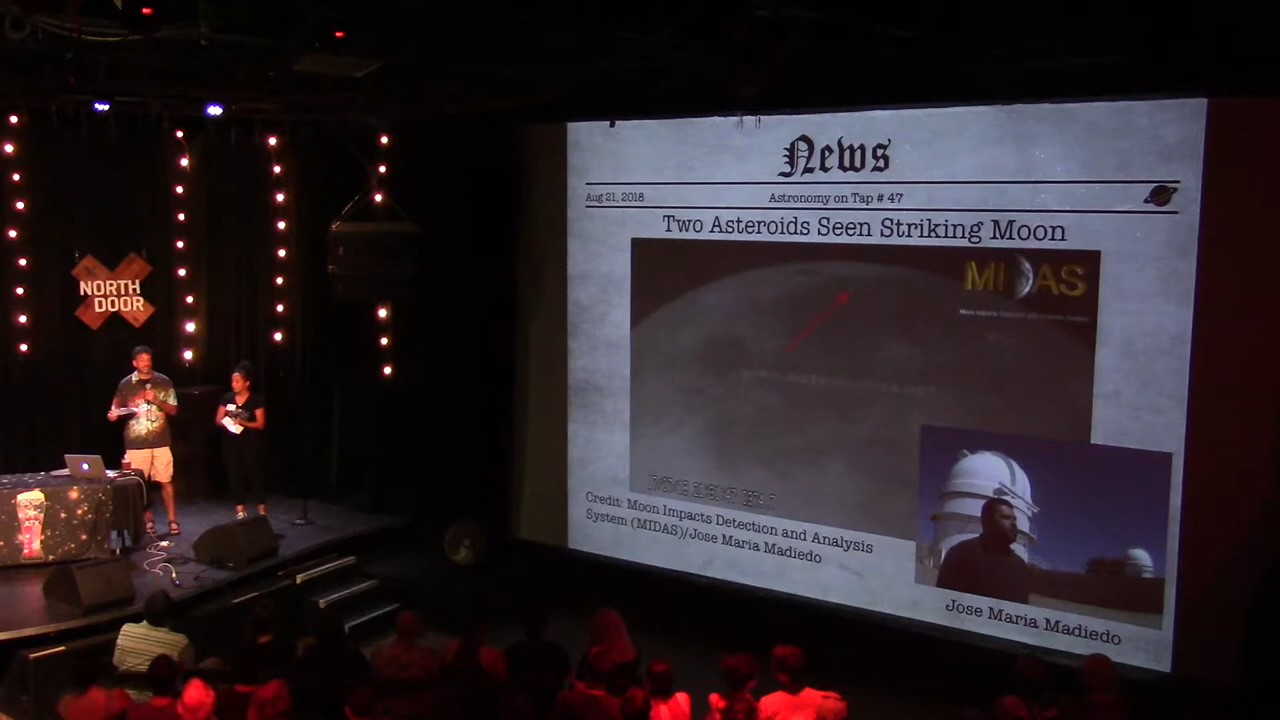 News
Aug 21, 2018
Astronomy on Tap # 47
Two Asteroids Seen Striking Moon
MIDAS
NORTH
DOOR
ATX
Credit: Moon Impacts Detection and Analysis
System (MIDAS)/Jose Maria Madiedo
Jose Maria Madiedo